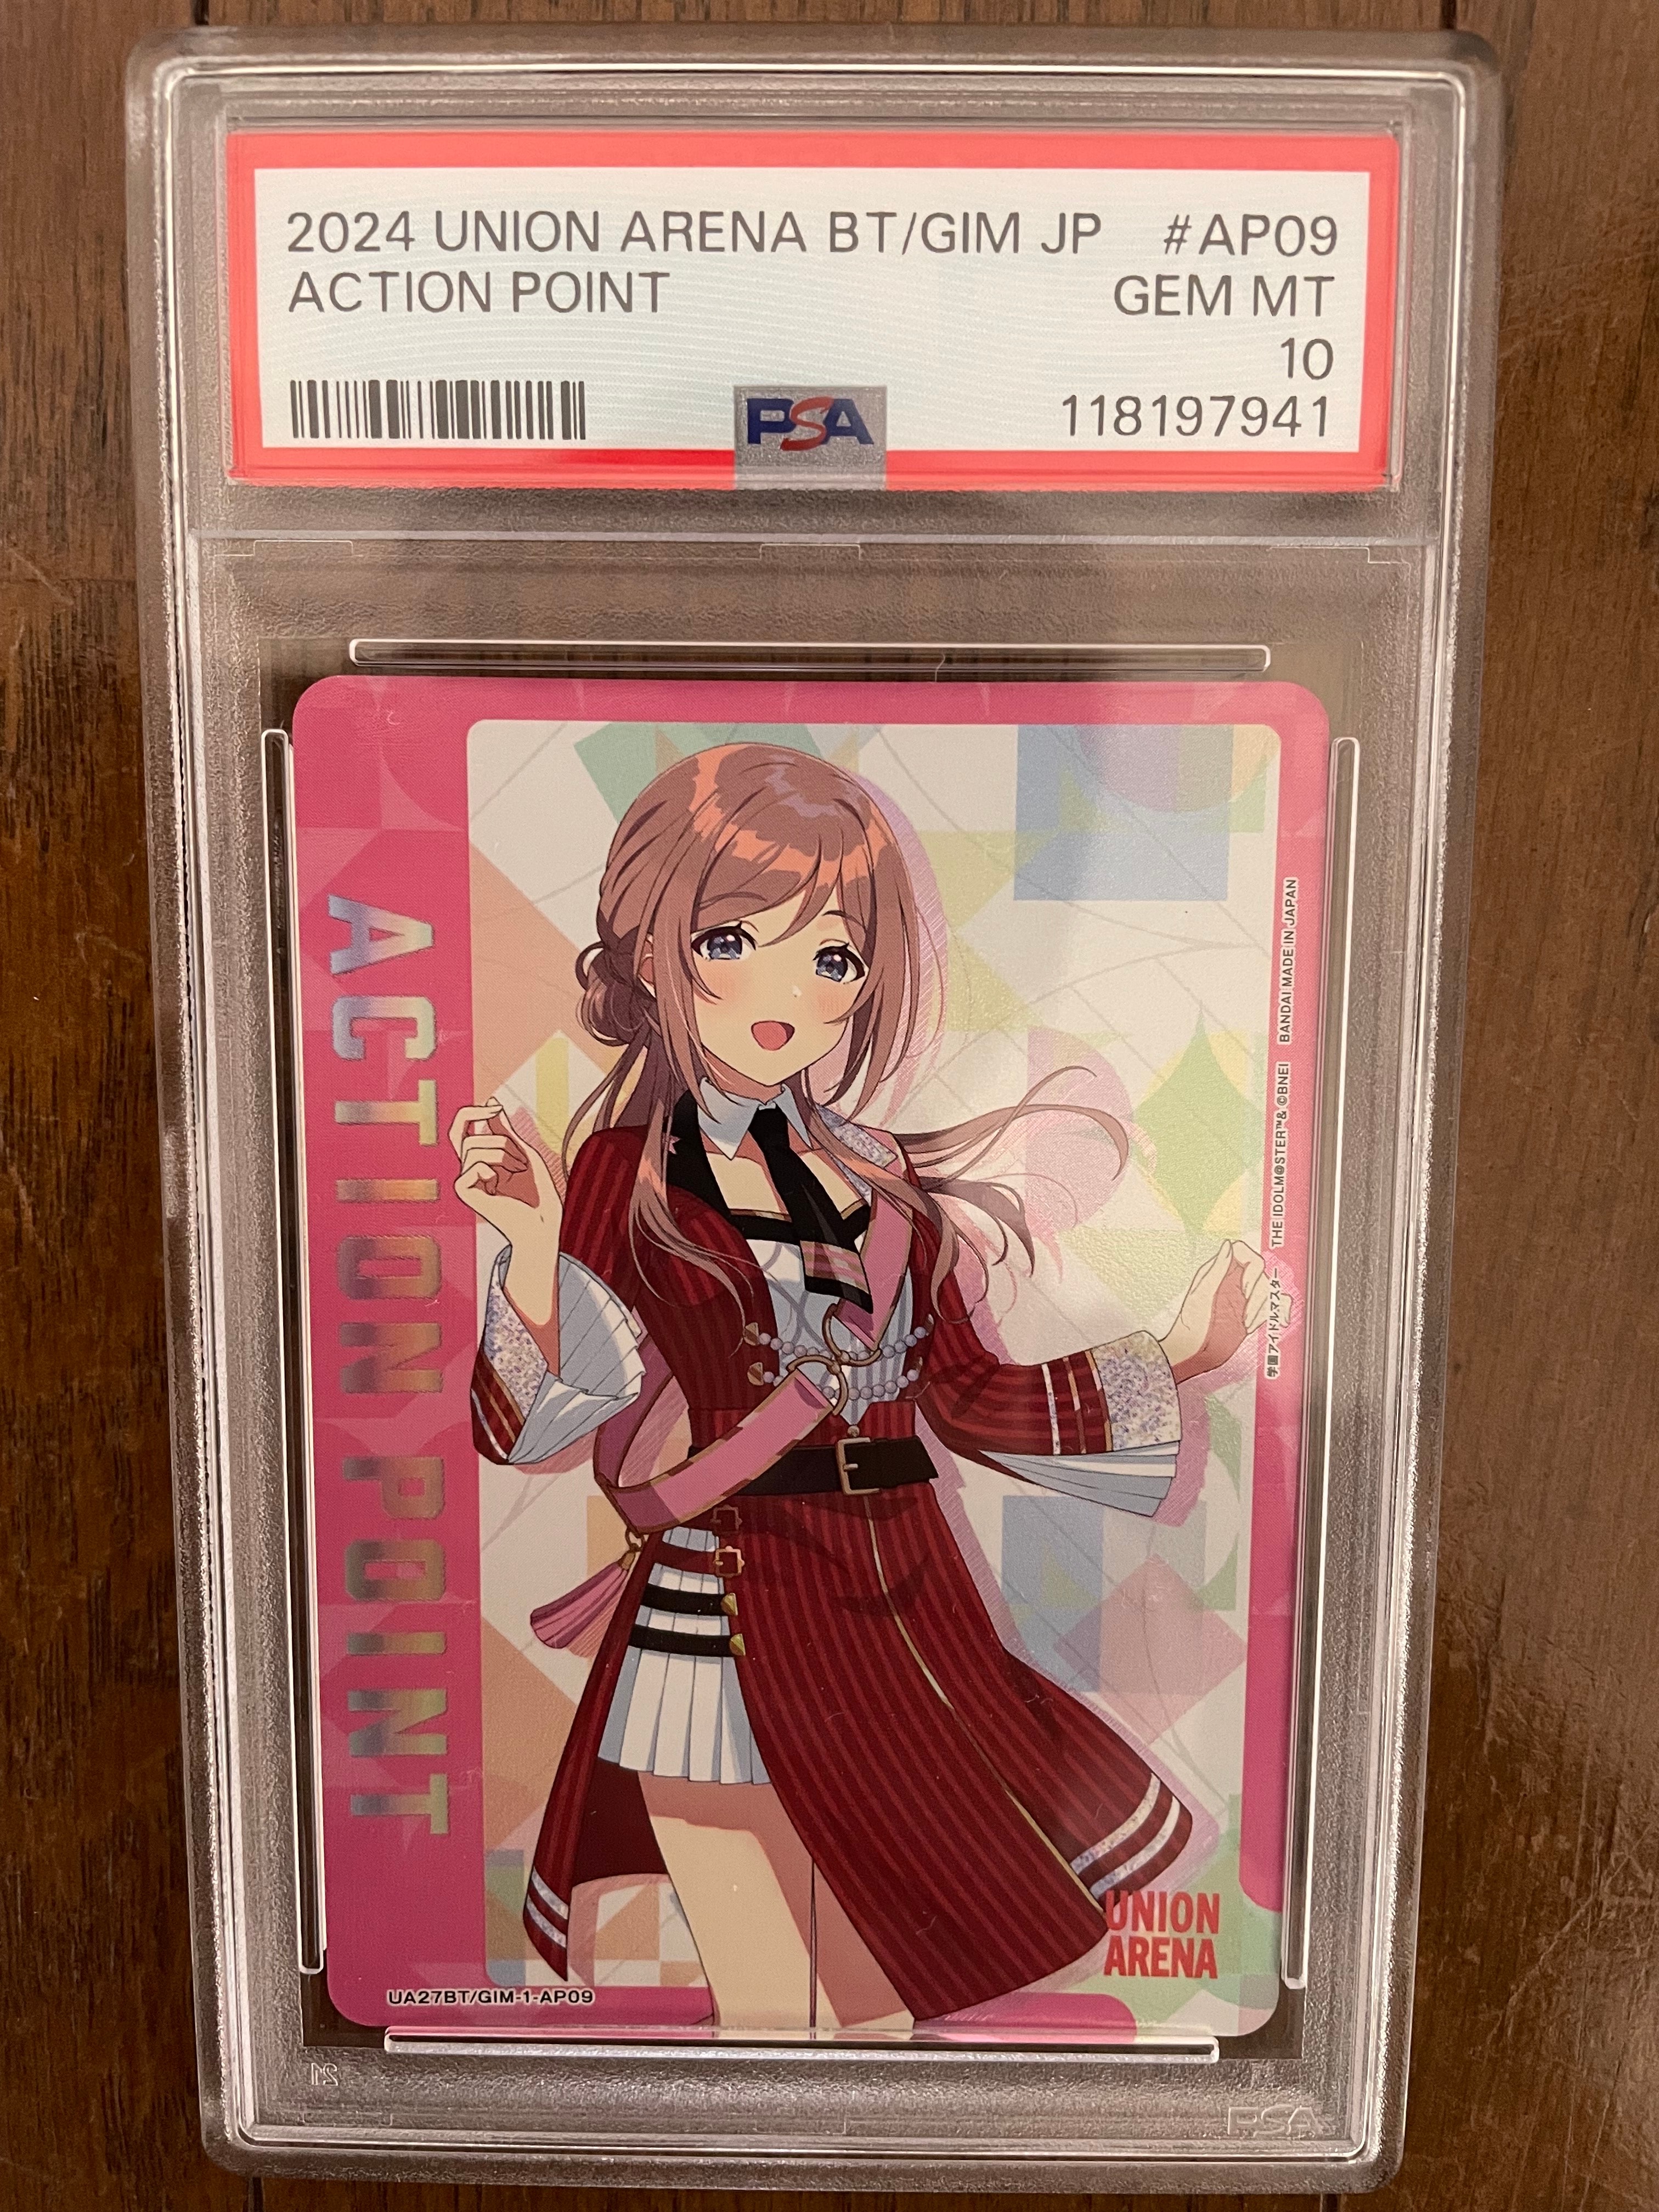 2024 UNION ARENA BT/GIM JP #AP09
ACTION POINT GEM MT
10
PSA 118197941
ACTION POINT
学園アイドルマスター THE IDOLM@STER™& ©BNEI BANDAI MADE IN JAPAN
UNION
ARENA
UA27BT/GIM-1-AP09
PSA